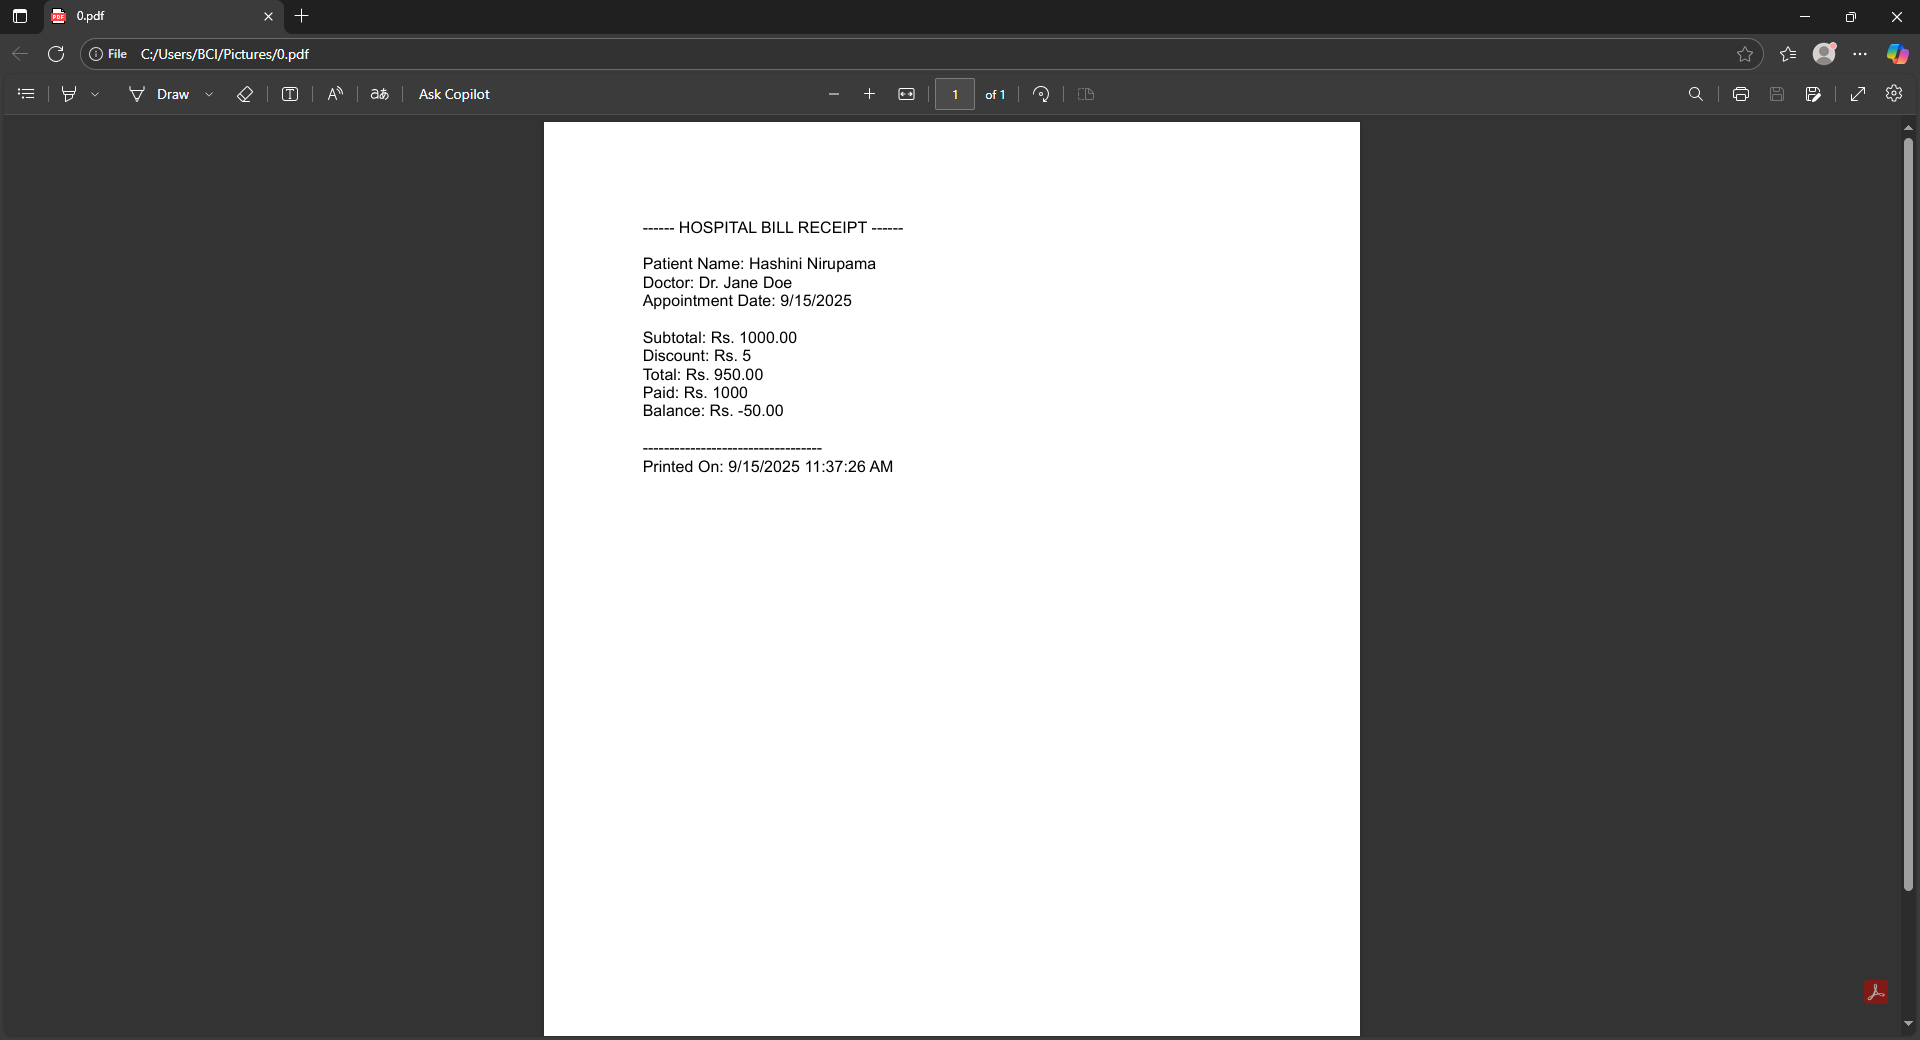 0.pdf
File C:/Users/BCI/Pictures/0.pdf
Draw aあ Ask Copilot 1 of 1
------ HOSPITAL BILL RECEIPT ------
Patient Name: Hashini Nirupama
Doctor: Dr. Jane Doe
Appointment Date: 9/15/2025
Subtotal: Rs. 1000.00
Discount: Rs. 5
Total: Rs. 950.00
Paid: Rs. 1000
Balance: Rs. -50.00
----------------------------------
Printed On: 9/15/2025 11:37:26 AM